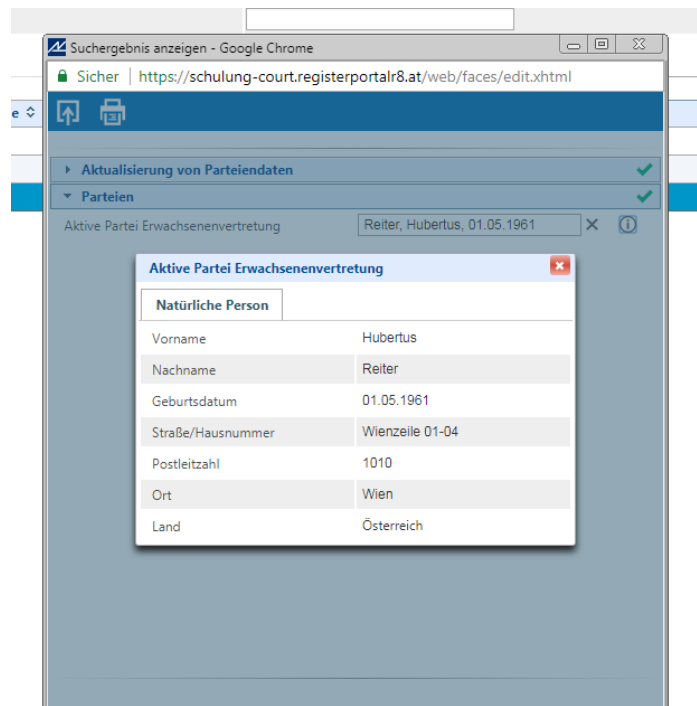 Suchergebnis anzeigen - Google Chrome
Sicher | https://schulung-court.registerportalr8.at/web/faces/edit.xhtml
e
Aktualisierung von Parteiendaten
Parteien
Aktive Partei Erwachsenenvertretung Reiter, Hubertus, 01.05.1961
Aktive Partei Erwachsenenvertretung
Natürliche Person
Vorname Hubertus
Nachname Reiter
Geburtsdatum 01.05.1961
Straße/Hausnummer Wienzeile 01-04
Postleitzahl 1010
Ort Wien
Land Österreich